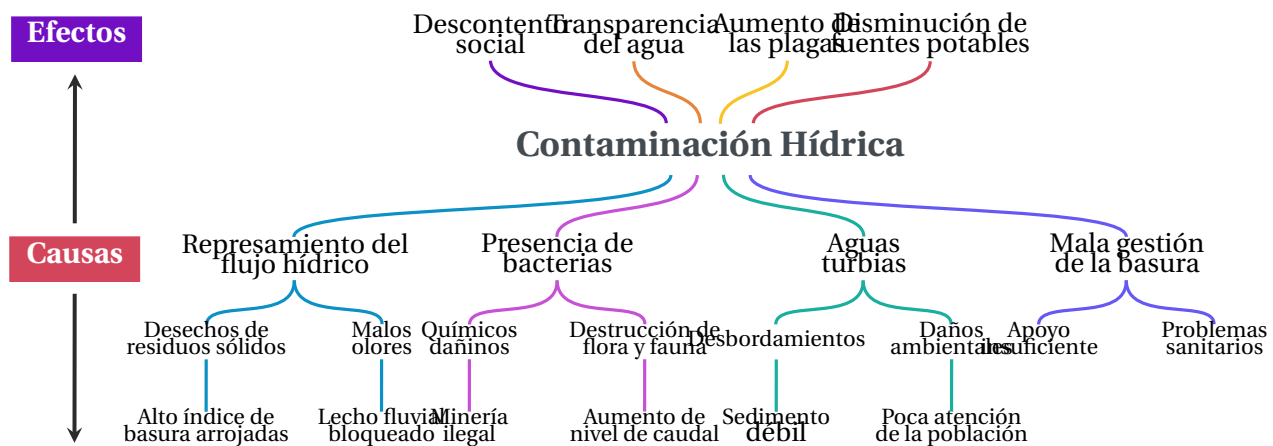 Efectos
Descontento
social
Transparencia
del agua
Aumento de
las plagas
Disminución de
fuentes potables
Contaminación Hídrica
Causas
Represamiento del
flujo hídrico
Presencia de
bacterias
Aguas
turbias
Mala gestión
de la basura
Desechos de
residuos sólidos
Malos
olores
Químicos
dañinos
Destrucción de
flora y fauna
Desbordamientos
Daños
ambientales
Apoyo
insuficiente
Problemas
sanitarios
Alto índice de
basura arrojadas
Lecho fluvial
bloqueado
Minería
ilegal
Aumento de
nivel de caudal
Sedimento
débil
Poca atención
de la población